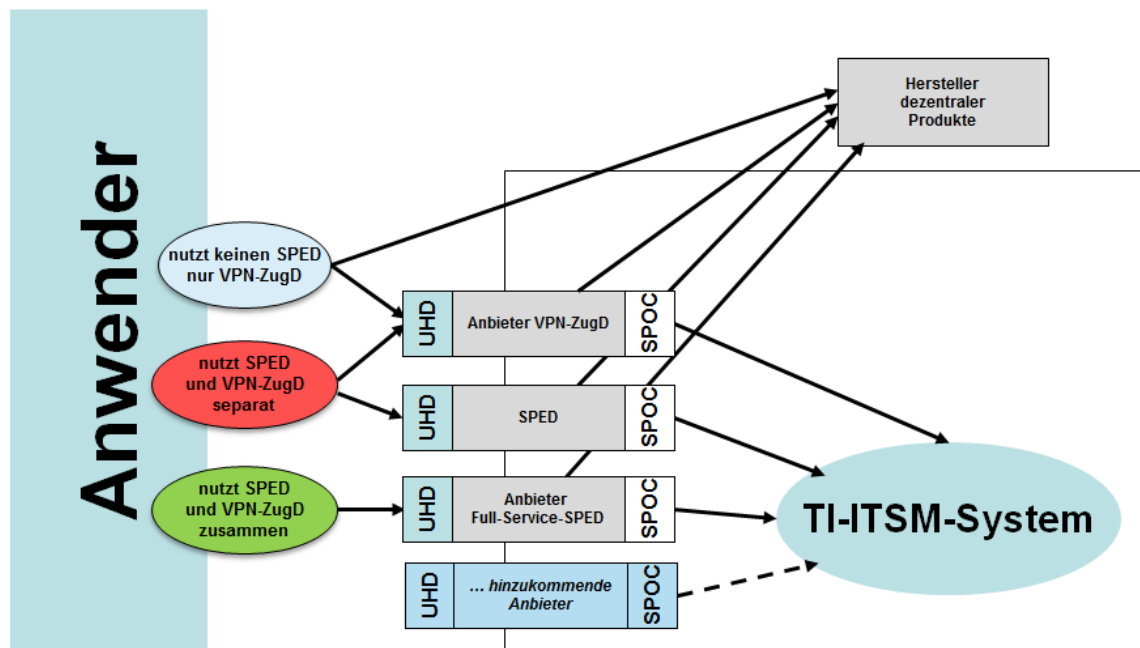 Anwender
Hersteller
dezentraler
Produkte
nutzt keinen SPED
nur VPN-ZugD
nutzt SPED
und VPN-ZugD
separat
nutzt SPED
und VPN-ZugD
zusammen
UHD
Anbieter VPN-ZugD
SPOC
UHD
SPED
SPOC
UHD
Anbieter
Full-Service-SPED
SPOC
UHD
... hinzukommende
Anbieter
SPOC
TI-ITSM-System